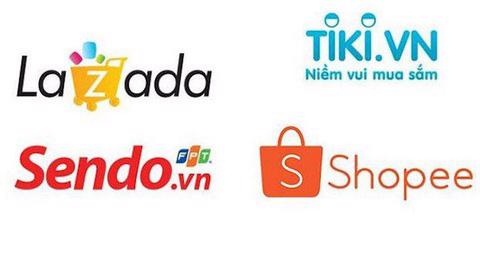 Lazada
TiKi.VN
Niềm vui mua sắm
Sendo.vn
FPT
S
Shopee